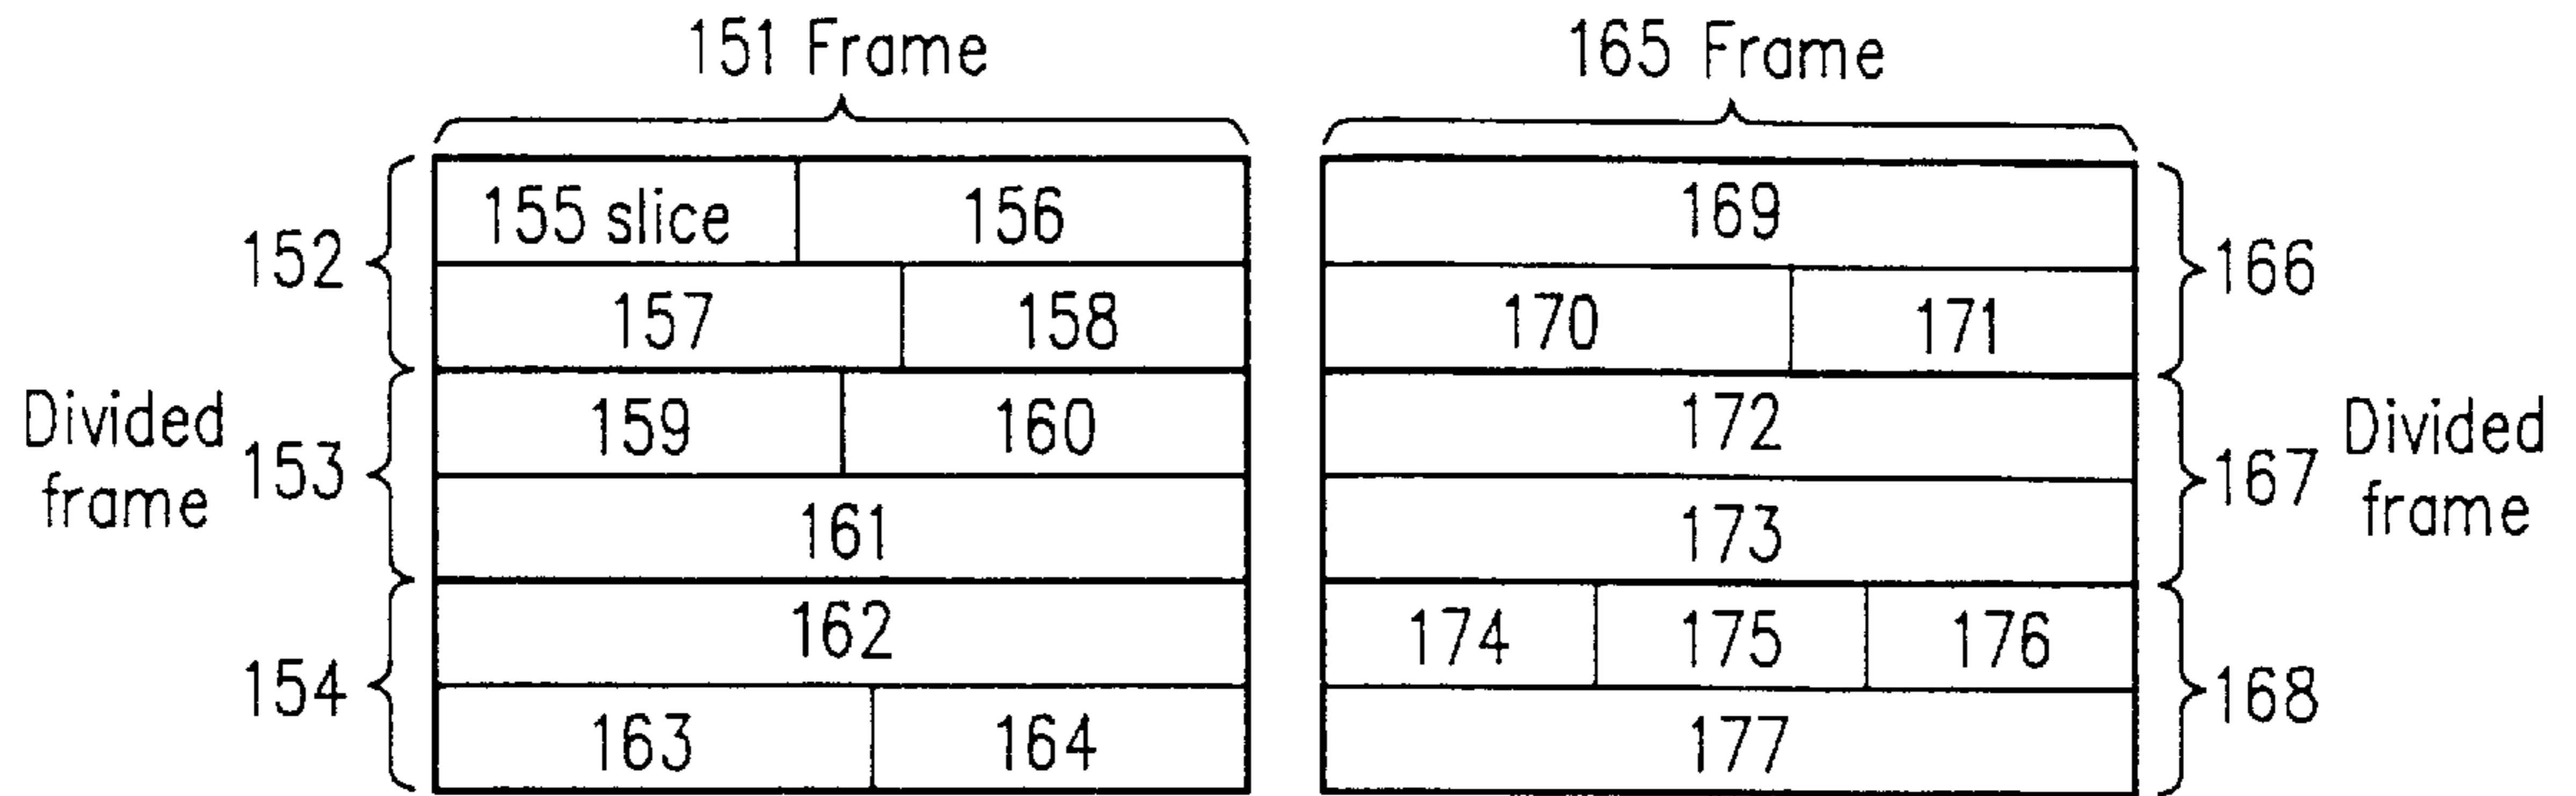 151 Frame 165 Frame
155 slice 156 169
152 166
157 158 170 171
159 160 172
Divided frame 153 167 Divided frame
161 173
162 174 175 176
154 168
163 164 177